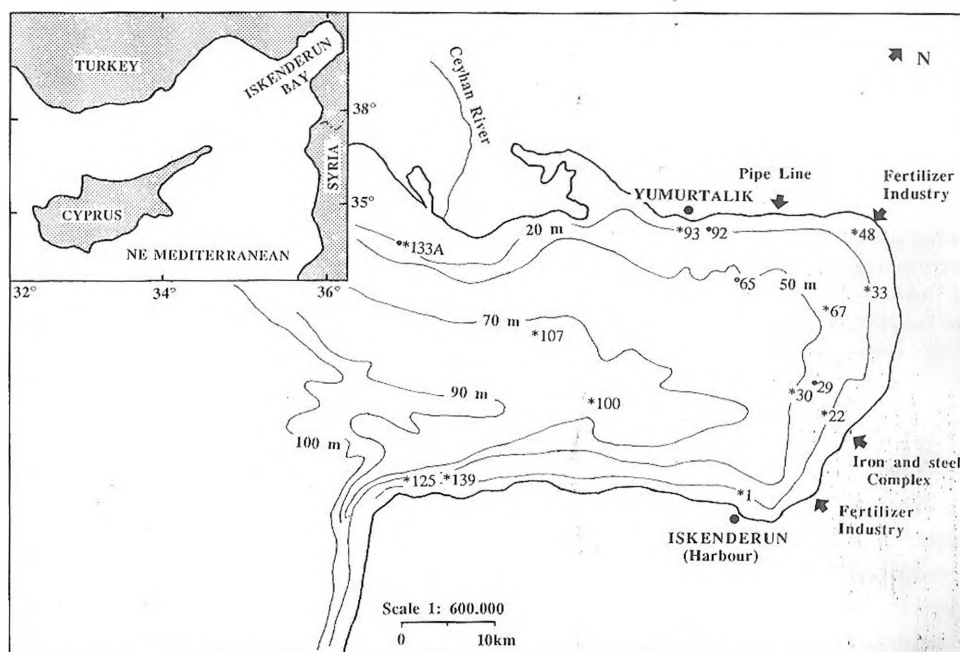 TURKEY
ISKENDERUN
BAY
38°
SYRIA
35°
CYPRUS
NE MEDITERRANEAN
32°
34°
36°
Ceyhan River
N
Pipe Line
Fertilizer
Industry
YUMURTALIK
*93
92
*48
20 m
*133A
65
50 m
*33
*67
70 m
*107
29
*30
*22
90 m
*100
100 m
Iron and steel
Complex
*125
139
*1
Fertilizer
Industry
ISKENDERUN
(Harbour)
Scale 1: 600.000
0
10km